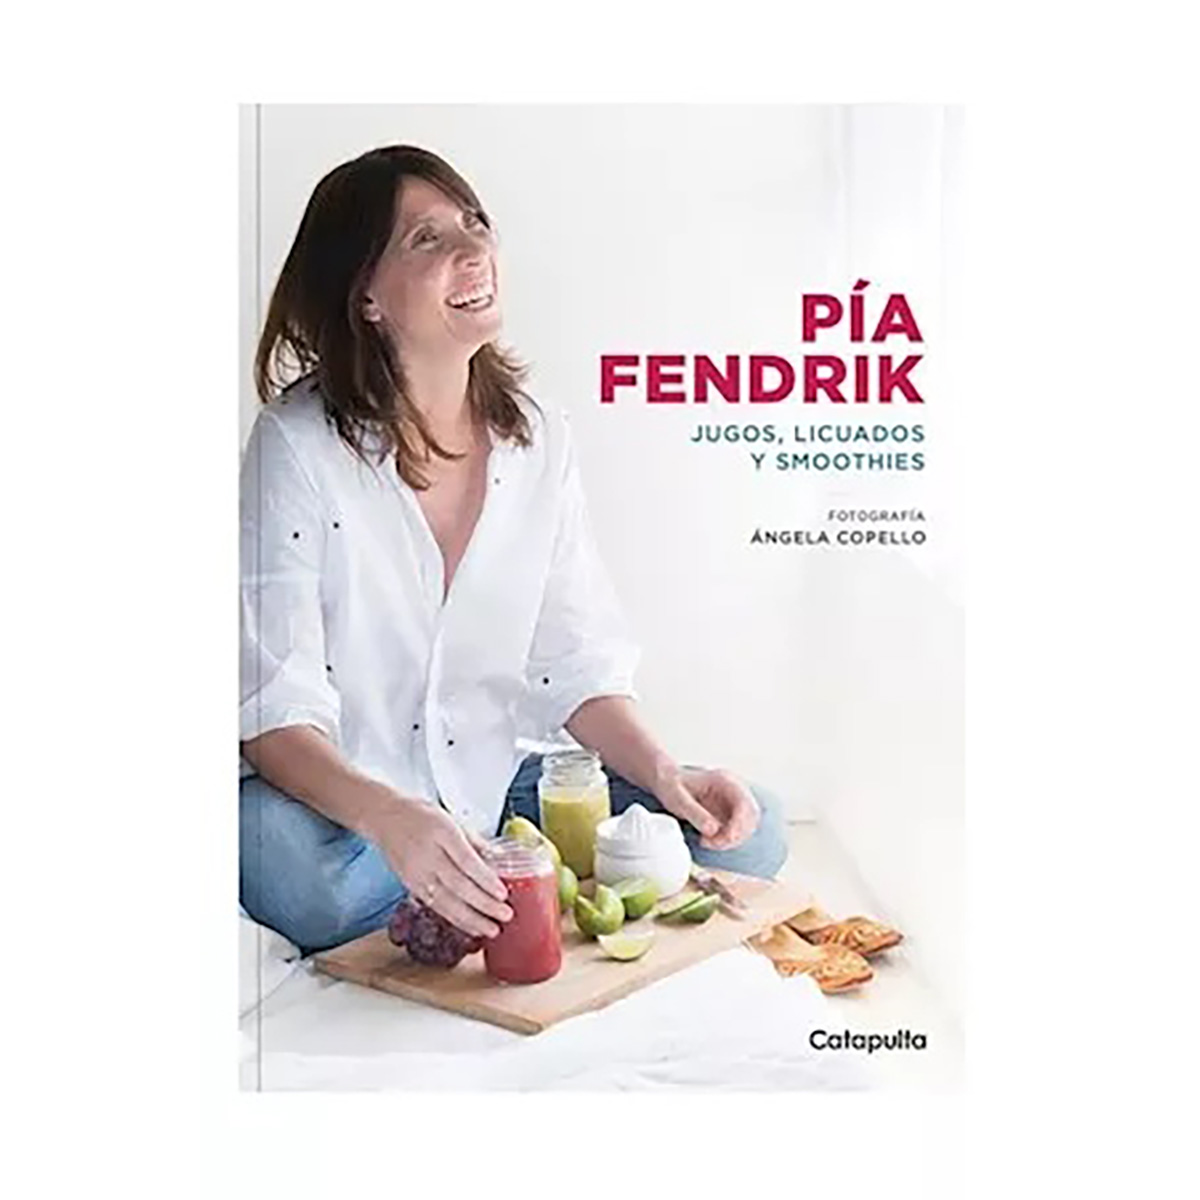 PÍA
FENDRIK
JUGOS, LICUADOS
Y SMOOTHIES
FOTOGRAFÍA
ÁNGELA COPELLO
Catapulta